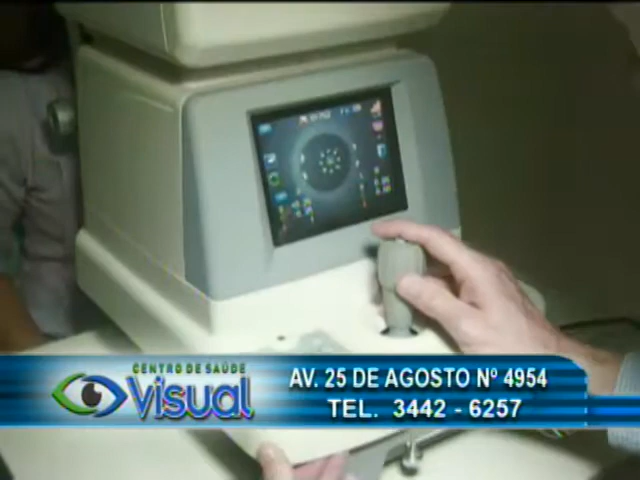 CENTRO DE SAÚDE
Visual
AV. 25 DE AGOSTO Nº 4954
TEL. 3442 - 6257